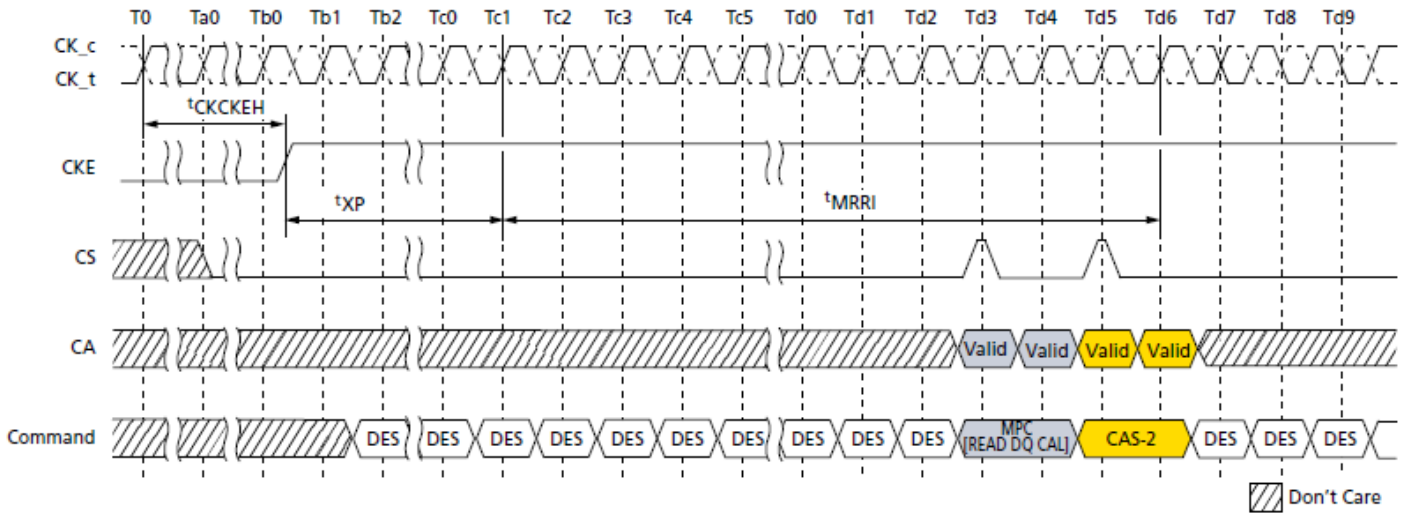 T0 Ta0 Tb0 Tb1 Tb2 Tc0 Tc1 Tc2 Tc3 Tc4 Tc5 Td0 Td1 Td2 Td3 Td4 Td5 Td6 Td7 Td8 Td9
CK_c
CK_t
tCKCKEH
CKE
tXP tMRRI
CS
CA Valid Valid Valid Valid
Command DES DES DES DES DES DES DES DES DES DES MPC [READ DQ CAL] CAS-2 DES DES DES
Don't Care